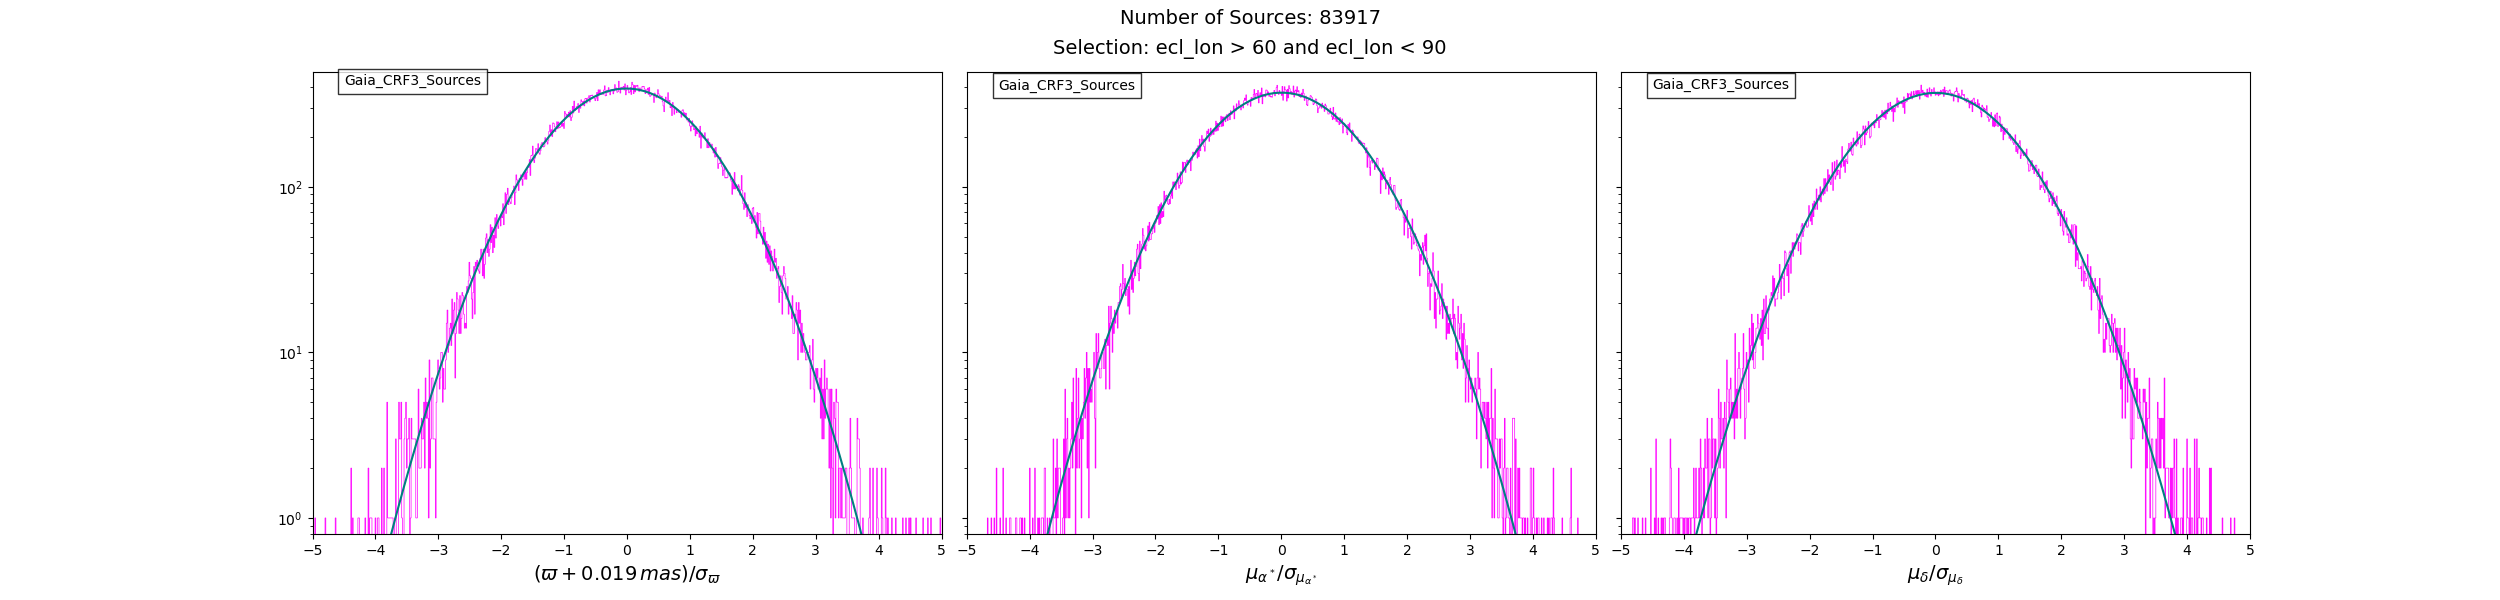 Number of Sources: 83917
Selection: ecl_lon > 60 and ecl_lon < 90
Gaia_CRF3_Sources
Gaia_CRF3_Sources
Gaia_CRF3_Sources
10²
10¹
10⁰
−5 −4 −3 −2 −1 0 1 2 3 4 5
−5 −4 −3 −2 −1 0 1 2 3 4 5
−5 −4 −3 −2 −1 0 1 2 3 4 5
(ϖ + 0.019 mas)/σ_ϖ
μ_α*/σ_μ_α*
μ_δ/σ_μ_δ